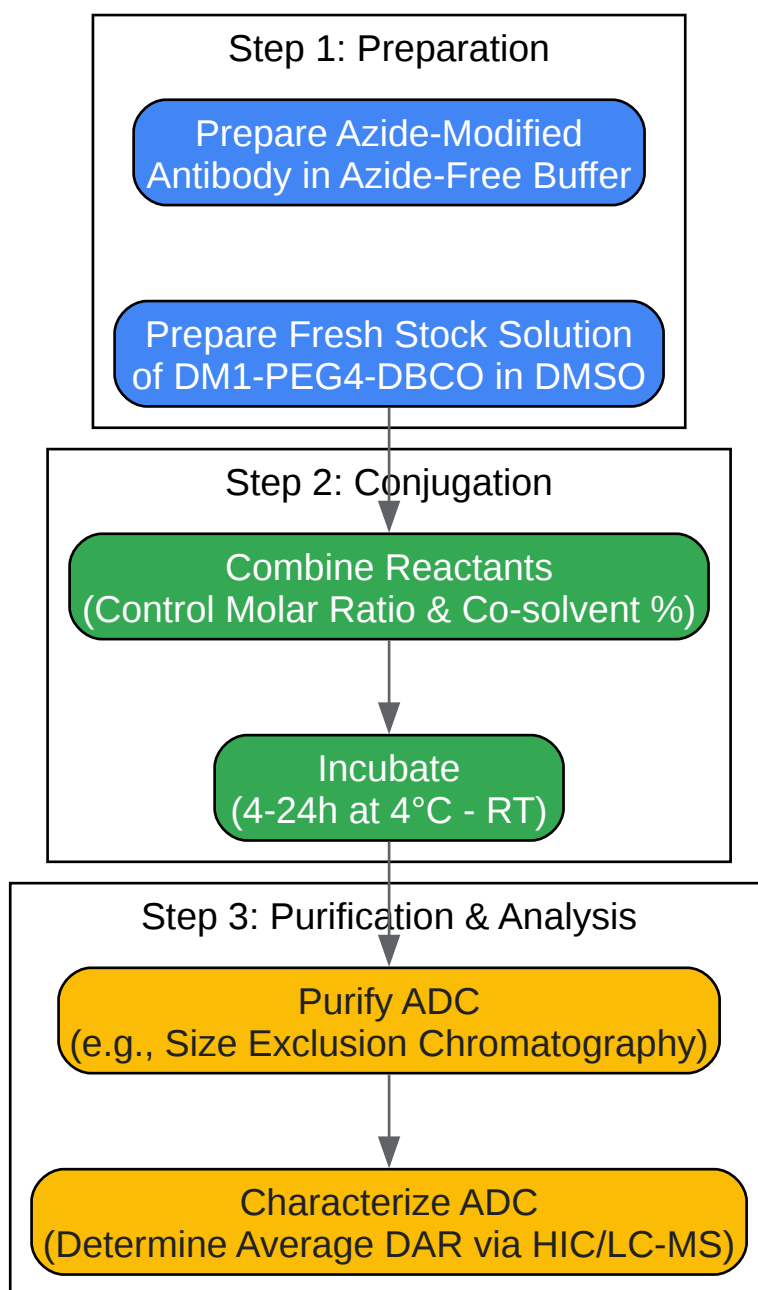 Step 1: Preparation
Prepare Azide-Modified
Antibody in Azide-Free Buffer
Prepare Fresh Stock Solution
of DM1-PEG4-DBCO in DMSO
Step 2: Conjugation
Combine Reactants
(Control Molar Ratio & Co-solvent %)
Incubate
(4-24h at 4°C - RT)
Step 3: Purification & Analysis
Purify ADC
(e.g., Size Exclusion Chromatography)
Characterize ADC
(Determine Average DAR via HIC/LC-MS)